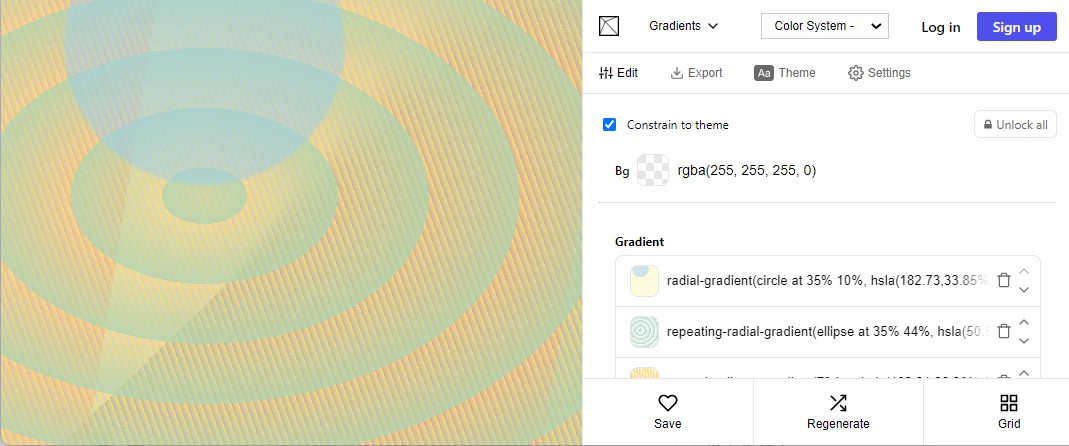 Gradients Color System - Log in Sign up
Edit Export Aa Theme Settings
Constrain to theme Unlock all
Bg rgba(255, 255, 255, 0)
Gradient
radial-gradient(circle at 35% 10%, hsla(182.73,33.85%
repeating-radial-gradient(ellipse at 35% 44%, hsla(50.
Save Regenerate Grid